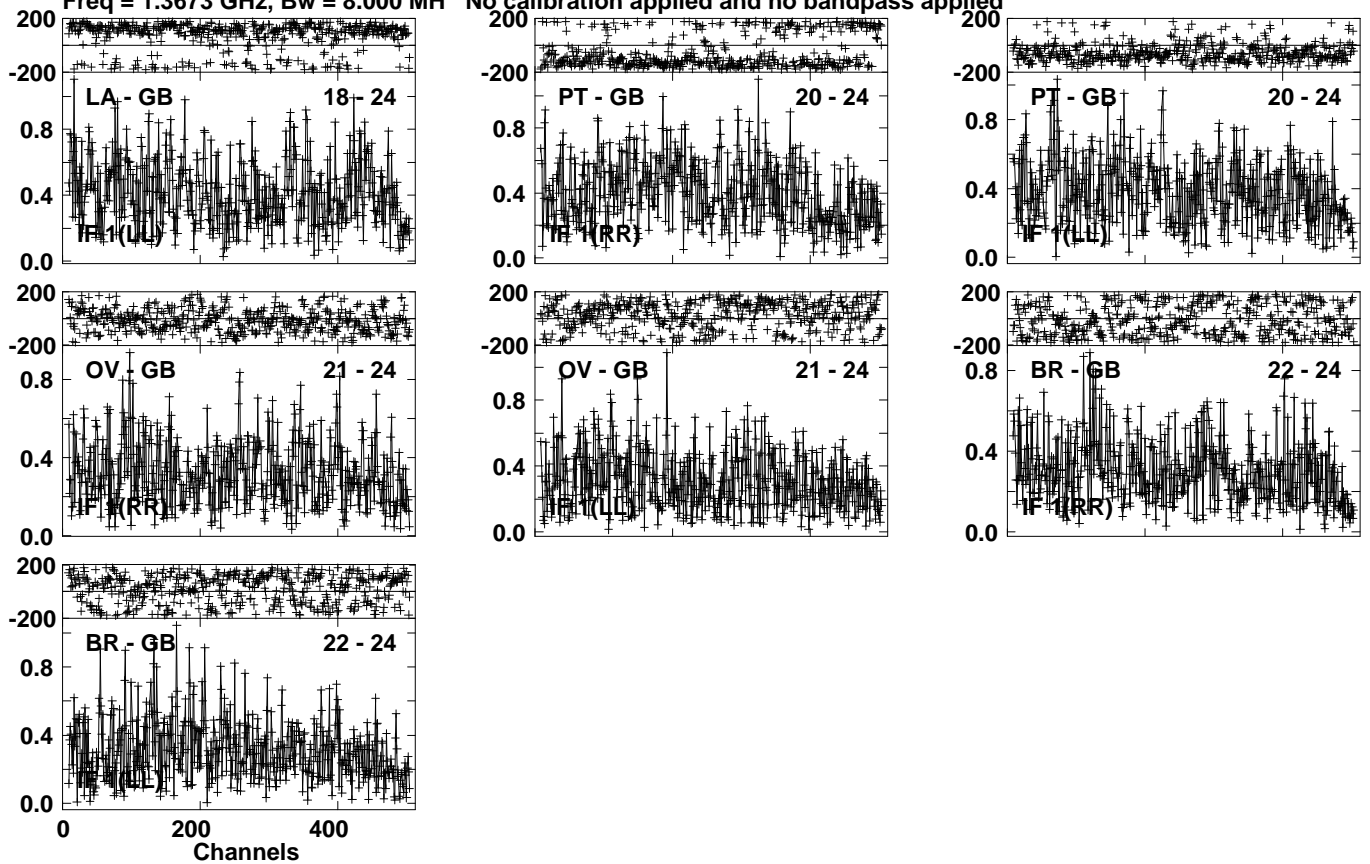 Freq = 1.3673 GHz, Bw = 8.000 MH No calibration applied and no bandpass applied
200
-200
LA - GB 18 - 24
0.8
0.4
IF 1(LL)
0.0
200
-200
PT - GB 20 - 24
0.8
0.4
IF 1(RR)
0.0
200
-200
PT - GB 20 - 24
0.8
0.4
IF 1(LL)
0.0
200
-200
OV - GB 21 - 24
0.8
0.4
IF 1(RR)
0.0
200
-200
OV - GB 21 - 24
0.8
0.4
IF 1(LL)
0.0
200
-200
BR - GB 22 - 24
0.8
0.4
IF 1(RR)
0.0
200
-200
BR - GB 22 - 24
0.8
0.4
IF 1(LL)
0.0
0 200 400
Channels